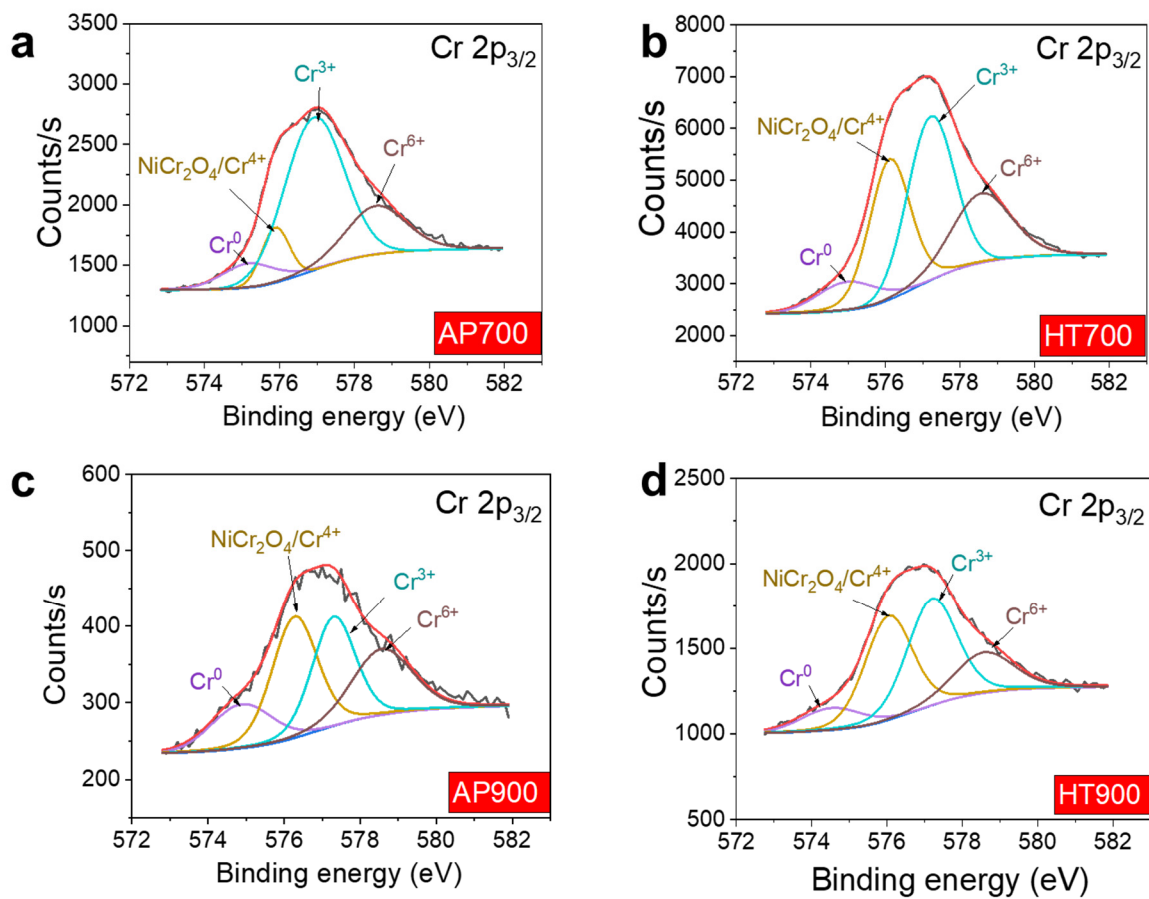 a
Cr 2p3/2
3500
3000
2500
2000
1500
1000
Counts/s
Cr3+
NiCr2O4/Cr4+
Cr6+
Cr0
AP700
572 574 576 578 580 582
Binding energy (eV)
b
Cr 2p3/2
8000
7000
6000
5000
4000
3000
2000
Counts/s
Cr3+
NiCr2O4/Cr4+
Cr6+
Cr0
HT700
572 574 576 578 580 582
Binding energy (eV)
c
Cr 2p3/2
600
500
400
300
200
Counts/s
NiCr2O4/Cr4+
Cr3+
Cr6+
Cr0
AP900
572 574 576 578 580 582
Binding energy (eV)
d
Cr 2p3/2
2500
2000
1500
1000
500
Counts/s
Cr3+
NiCr2O4/Cr4+
Cr6+
Cr0
HT900
572 574 576 578 580 582
Binding energy (eV)